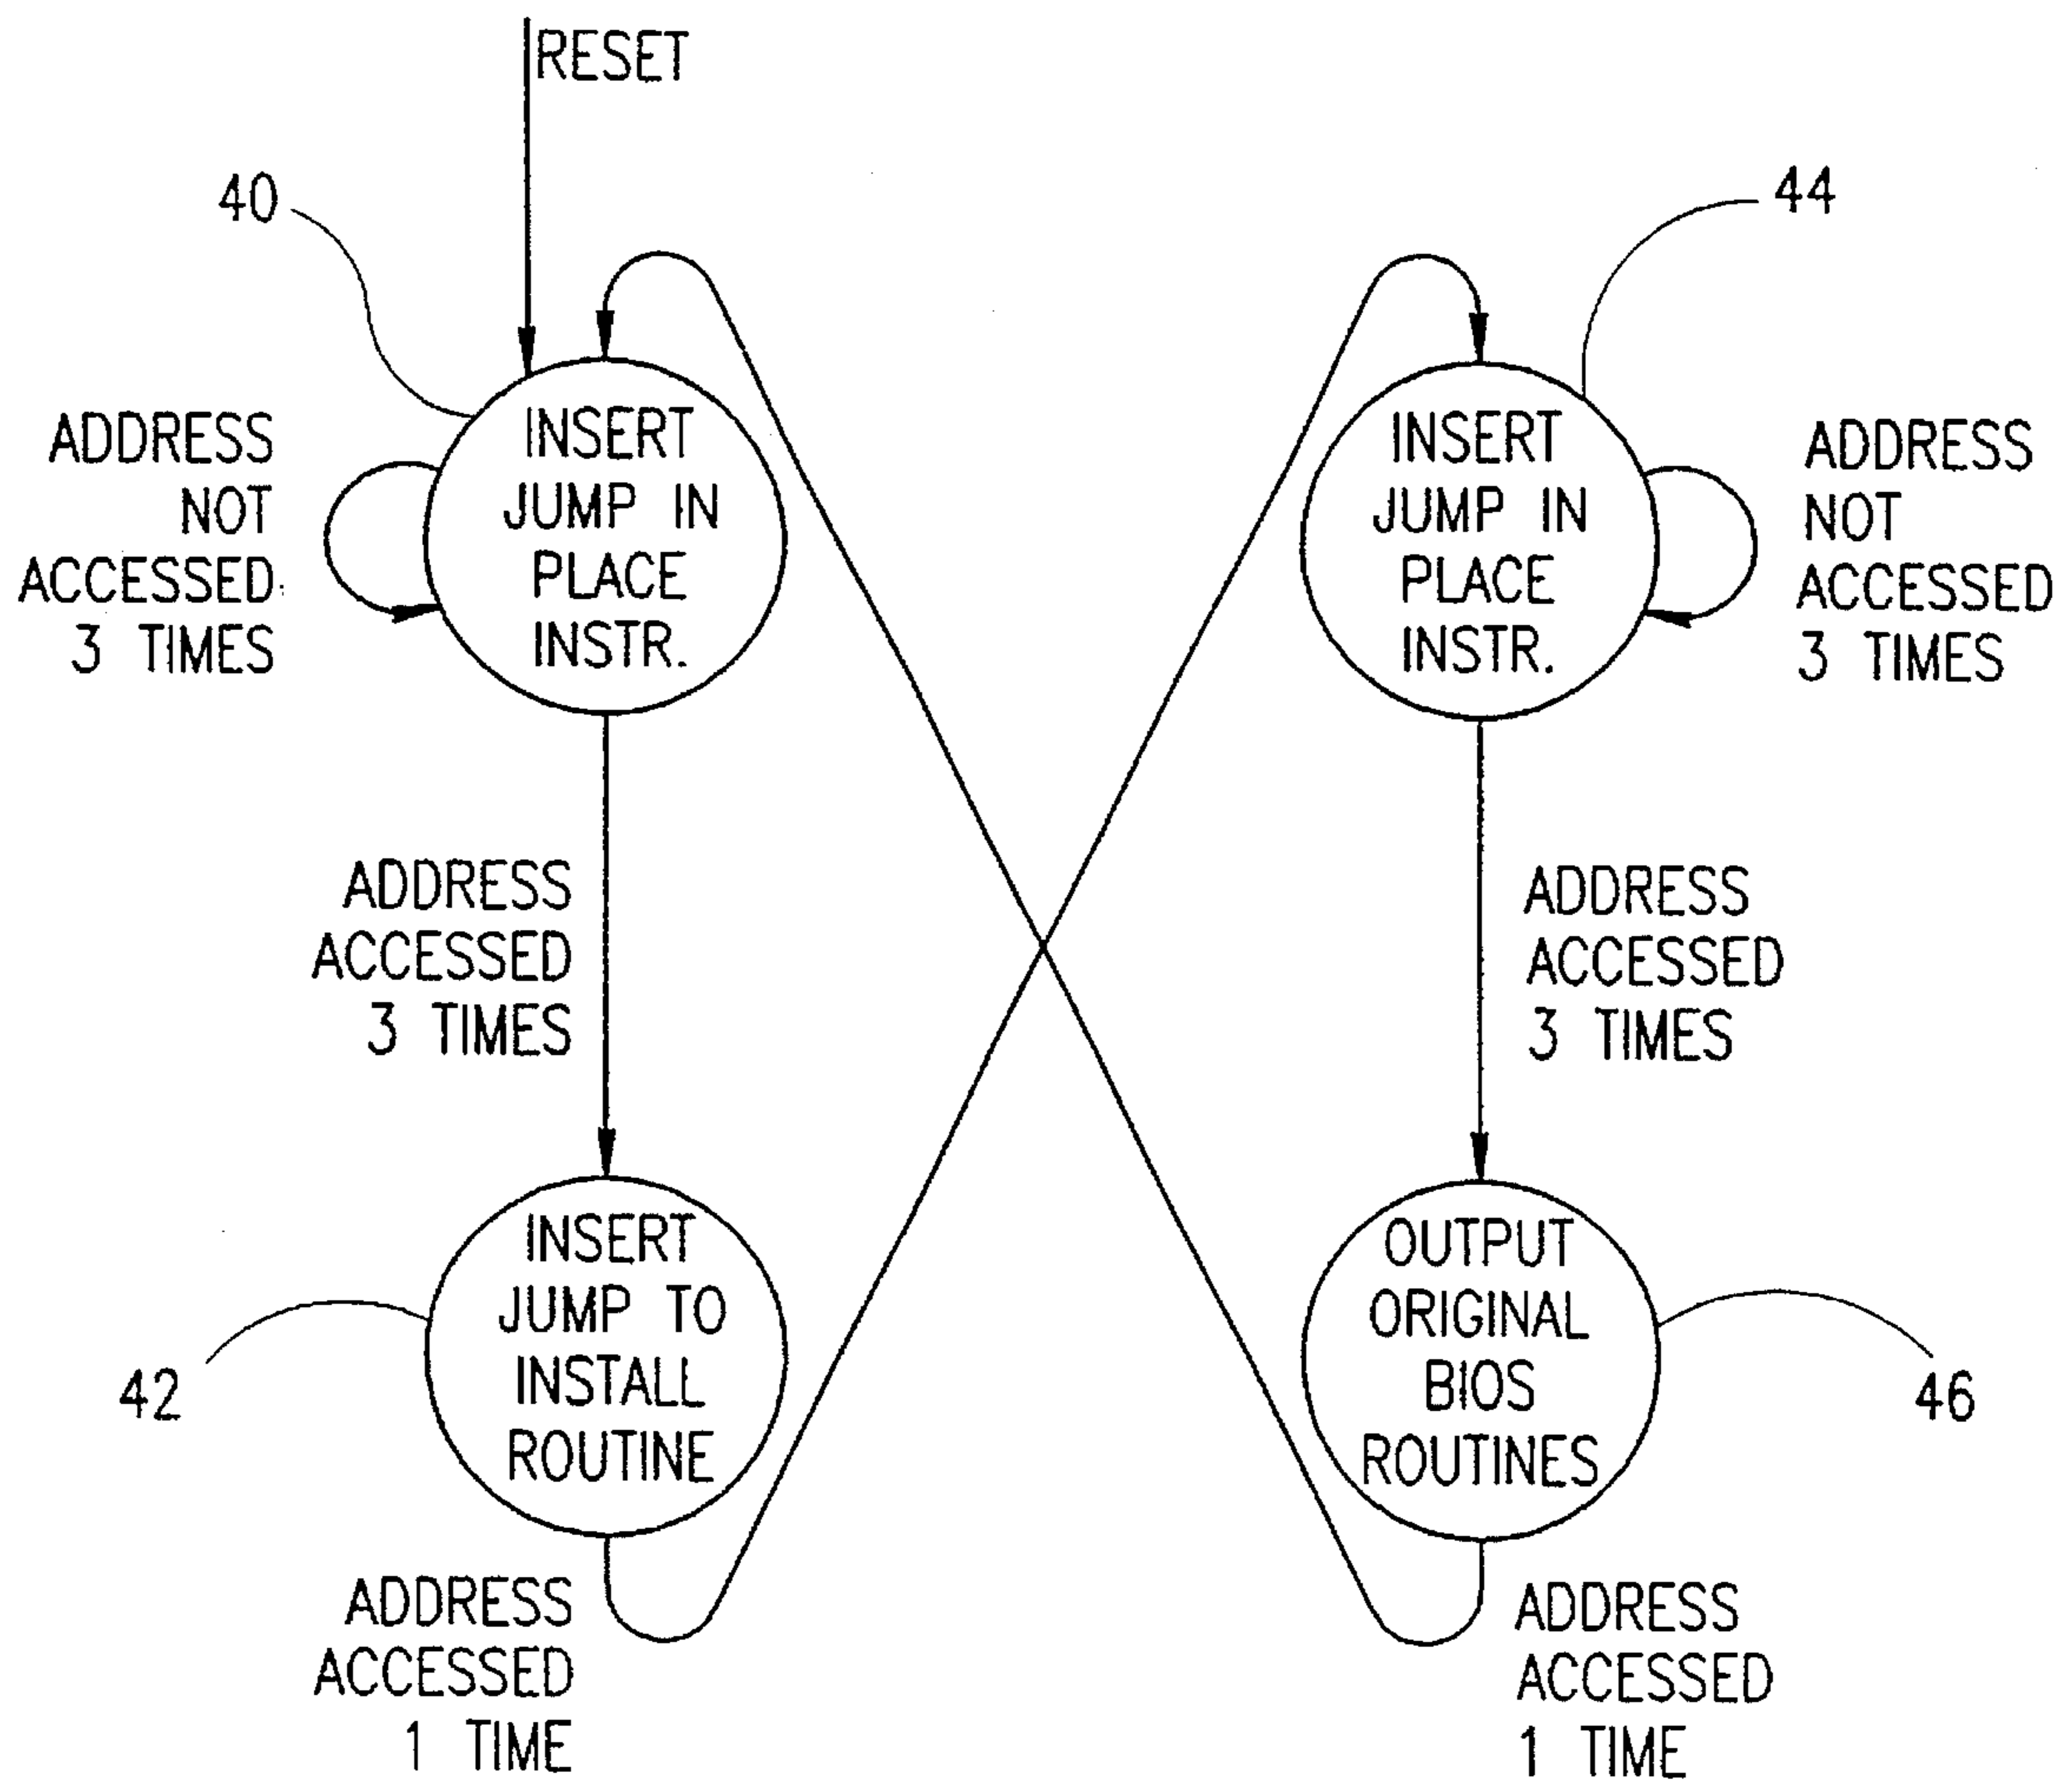 RESET
40
44
INSERT
JUMP IN
PLACE
INSTR.
ADDRESS
NOT
ACCESSED
3 TIMES
INSERT
JUMP IN
PLACE
INSTR.
ADDRESS
NOT
ACCESSED
3 TIMES
ADDRESS
ACCESSED
3 TIMES
ADDRESS
ACCESSED
3 TIMES
INSERT
JUMP TO
INSTALL
ROUTINE
42
OUTPUT
ORIGINAL
BIOS
ROUTINES
46
ADDRESS
ACCESSED
1 TIME
ADDRESS
ACCESSED
1 TIME